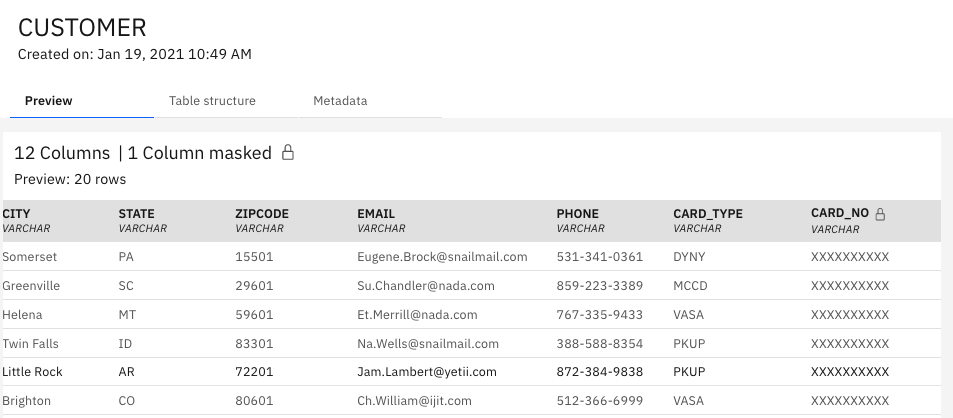 CUSTOMER
Created on: Jan 19, 2021 10:49 AM
Preview Table structure Metadata
12 Columns | 1 Column masked
Preview: 20 rows
CITY STATE ZIPCODE EMAIL PHONE CARD_TYPE CARD_NO
VARCHAR VARCHAR VARCHAR VARCHAR VARCHAR VARCHAR VARCHAR
Somerset PA 15501 Eugene.Brock@snailmail.com 531-341-0361 DYNY XXXXXXXXXX
Greenville SC 29601 Su.Chandler@nada.com 859-223-3389 MCCD XXXXXXXXXX
Helena MT 59601 Et.Merrill@nada.com 767-335-9433 VASA XXXXXXXXXX
Twin Falls ID 83301 Na.Wells@snailmail.com 388-588-8354 PKUP XXXXXXXXXX
Little Rock AR 72201 Jam.Lambert@yetii.com 872-384-9838 PKUP XXXXXXXXXX
Brighton CO 80601 Ch.William@ijit.com 512-366-6999 VASA XXXXXXXXXX